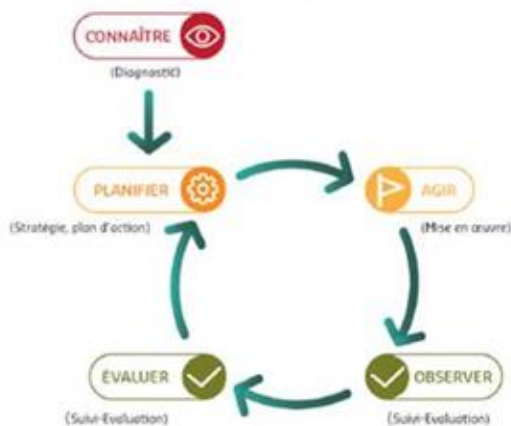 CONNAÎTRE
(Diagnostic)
PLANIFIER
AGIR
(Stratégie, plan d'action)
(Mise en œuvre)
ÉVALUER
OBSERVER
(Suivi-Evaluation)
(Suivi-Evaluation)